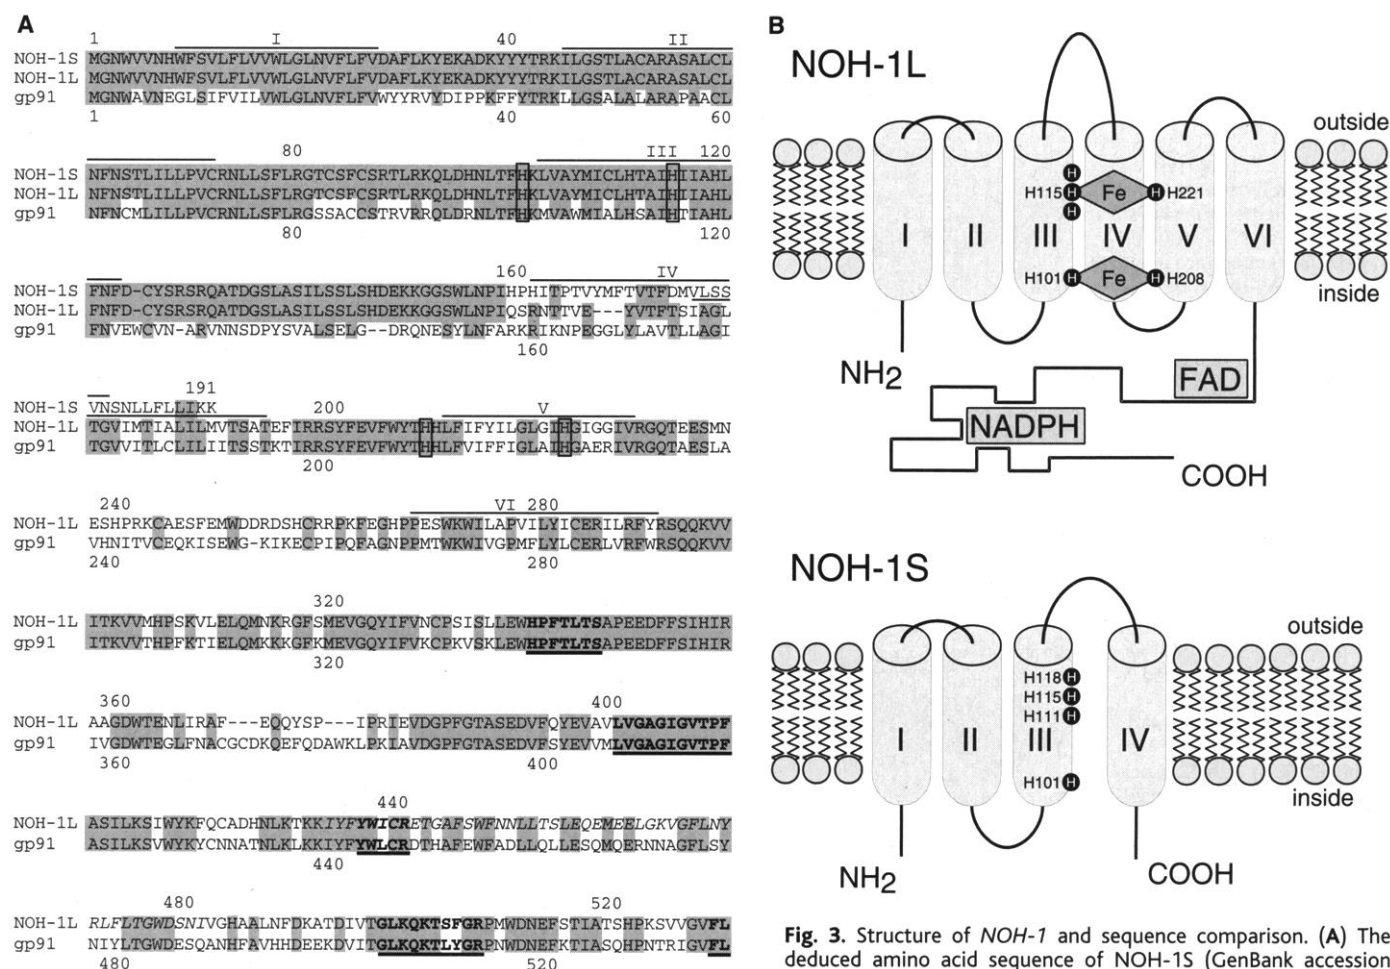 A
1 I 40 II
NOH-1S MGNWVVNHWFSVLFLVVWLGLNVFLFVDAFLKYEKADKYYYTRKILGSTLACARASALCL
NOH-1L MGNWVVNHWFSVLFLVVWLGLNVFLFVDAFLKYEKADKYYYTRKILGSTLACARASALCL
gp91 MGNWAVNEGLSIFVILVWLGLNVFLFVWYYRVYDIPPKFFYTRKLLGSALALARAPAACL
1 40 60
80 III 120
NOH-1S NFNSTLILLPVCRNLLSFLRGTCSFCSRTLRKQLDHNLTFHKLVAYMICLHTAIHIIAHL
NOH-1L NFNSTLILLPVCRNLLSFLRGTCSFCSRTLRKQLDHNLTFHKLVAYMICLHTAIHIIAHL
gp91 NFNCMLILLPVCRNLLSFLRGSSACCSTRVRRQLDRNLTFHKMVAWMIALHSAIHTIAHL
80 120
160 IV
NOH-1S FNFD-CYSRSRQATDGSLASILSSLSHDEKKGGSWLNPIHPHITPTVYMFTVTFDMVLSS
NOH-1L FNFD-CYSRSRQATDGSLASILSSLSHDEKKGGSWLNPIQSRNTTVE---YVTFTSIAGL
gp91 FNVEWCVN-ARVNNSDPYSVALSELG--DRQNESYLNFARKRIKNPEGGLYLAVTLLAGI
160
191
NOH-1S VNSNLLFLLIKK 200 V
NOH-1L TGVIMTIALILMVTSATEFIRRSYFEVFWYTHHLFIFYILGLGIHGIGGIVRGQTEESMN
gp91 TGVVITLCLILIITSSTKTIRRSYFEVFWYTHHLFVIFFIGLAIHGAERIVRGQTAESLA
200
240 VI 280
NOH-1L ESHPRKCAESFEMWDDRDSHCRRPKFEGHPPESWKWILAPVILYICERILRFYRSQQKVV
gp91 VHNITVCEQKISEWG-KIKECPIPQFAGNPPMTWKWIVGPMFLYLCERLVRFWRSQQKVV
240 280
320
NOH-1L ITKVVMHPSKVLELQMNKRGFSMEVGQYIFVNCPSISLLEWHPFTLTSAPEEDFFSIHIR
gp91 ITKVVTHPFKTIELQMKKKGFKMEVGQYIFVKCPKVSKLEWHPFTLTSAPEEDFFSIHIR
320
360 400
NOH-1L AAGDWTENLIRAF---EQQYSP---IPRIEVDGPFGTASEDVFQYEVAVLVGAGIGVTPF
gp91 IVGDWTEGLFNACGCDKQEFQDAWKLPKIAVDGPFGTASEDVFSYEVVMLVGAGIGVTPF
360 400
440
NOH-1L ASILKSIWYKFQCADHNLKTKKIYFYWICRETGAFSWFNNLLTSLEQEMEELGKVGFLNY
gp91 ASILKSVWYKYCNNATNLKLKKIYFYWLCRDTHAFEWFADLLQLLESQMQERNNAGFLSY
440
480 520
NOH-1L RLFLTGWDSNIVGHAALNFDKATDIVTGLKQKTSFGRPMWDNEFSTIATSHPKSVVGVFL
gp91 NIYLTGWDESQANHFAVHHDEEKDVITGLKQKTLYGRPMWDNEFKTIASQHPNTRIGVFL
480 520
B
NOH-1L
outside
H
H115 H Fe H H221
H
I II III IV V VI
H101 H Fe H H208
inside
NH2
FAD
NADPH
COOH
NOH-1S
outside
H118 H
H115 H
H111 H
I II III IV
H101 H
inside
NH2 COOH
Fig. 3. Structure of NOH-1 and sequence comparison. (A) The
deduced amino acid sequence of NOH-1S (GenBank accession